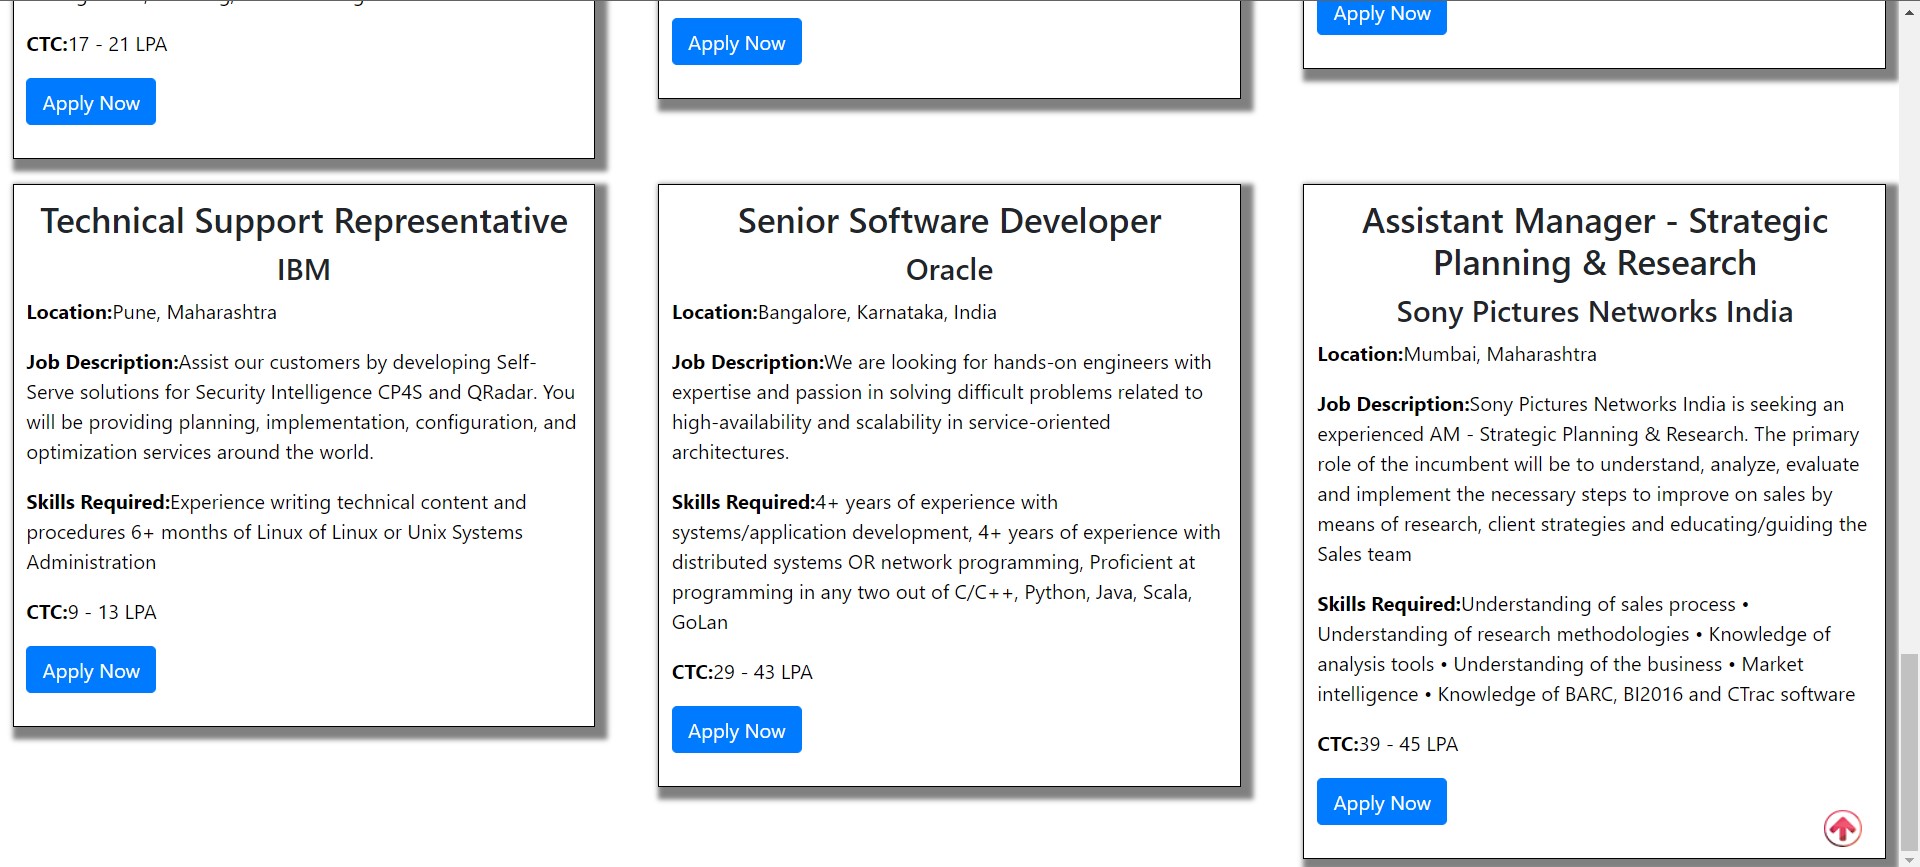 CTC:17 - 21 LPA
Apply Now
Apply Now
Apply Now
Technical Support Representative
IBM
Location:Pune, Maharashtra
Job Description:Assist our customers by developing Self-
Serve solutions for Security Intelligence CP4S and QRadar. You
will be providing planning, implementation, configuration, and
optimization services around the world.
Skills Required:Experience writing technical content and
procedures 6+ months of Linux of Linux or Unix Systems
Administration
CTC:9 - 13 LPA
Apply Now
Senior Software Developer
Oracle
Location:Bangalore, Karnataka, India
Job Description:We are looking for hands-on engineers with
expertise and passion in solving difficult problems related to
high-availability and scalability in service-oriented
architectures.
Skills Required:4+ years of experience with
systems/application development, 4+ years of experience with
distributed systems OR network programming, Proficient at
programming in any two out of C/C++, Python, Java, Scala,
GoLan
CTC:29 - 43 LPA
Apply Now
Assistant Manager - Strategic
Planning & Research
Sony Pictures Networks India
Location:Mumbai, Maharashtra
Job Description:Sony Pictures Networks India is seeking an
experienced AM - Strategic Planning & Research. The primary
role of the incumbent will be to understand, analyze, evaluate
and implement the necessary steps to improve on sales by
means of research, client strategies and educating/guiding the
Sales team
Skills Required:Understanding of sales process •
Understanding of research methodologies • Knowledge of
analysis tools • Understanding of the business • Market
intelligence • Knowledge of BARC, BI2016 and CTrac software
CTC:39 - 45 LPA
Apply Now